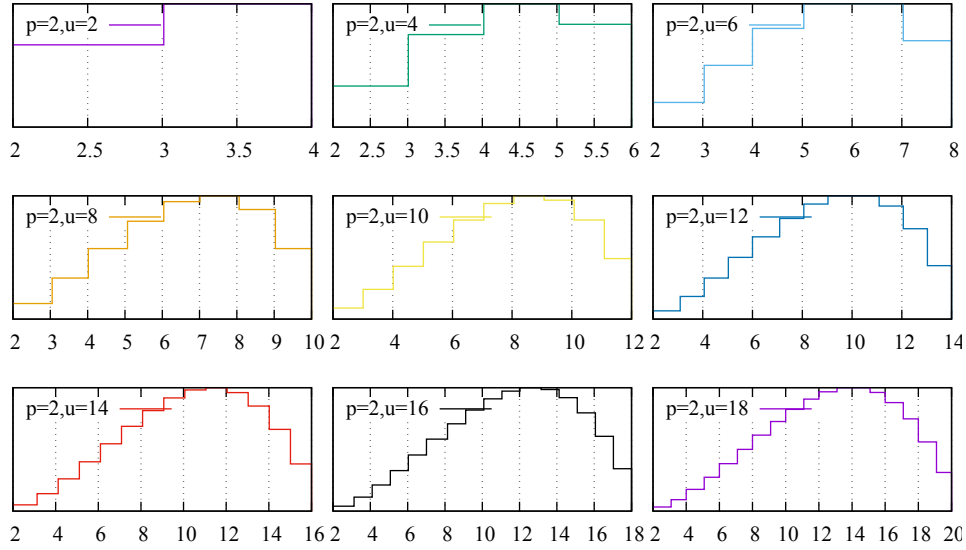 p=2,u=2 p=2,u=4 p=2,u=6
2 2.5 3 3.5 4 2 2.5 3 3.5 4 4.5 5 5.5 6 2 3 4 5 6 7 8
p=2,u=8 p=2,u=10 p=2,u=12
2 3 4 5 6 7 8 9 10 2 4 6 8 10 12 2 4 6 8 10 12 14
p=2,u=14 p=2,u=16 p=2,u=18
2 4 6 8 10 12 14 16 2 4 6 8 10 12 14 16 18 2 4 6 8 10 12 14 16 18 20